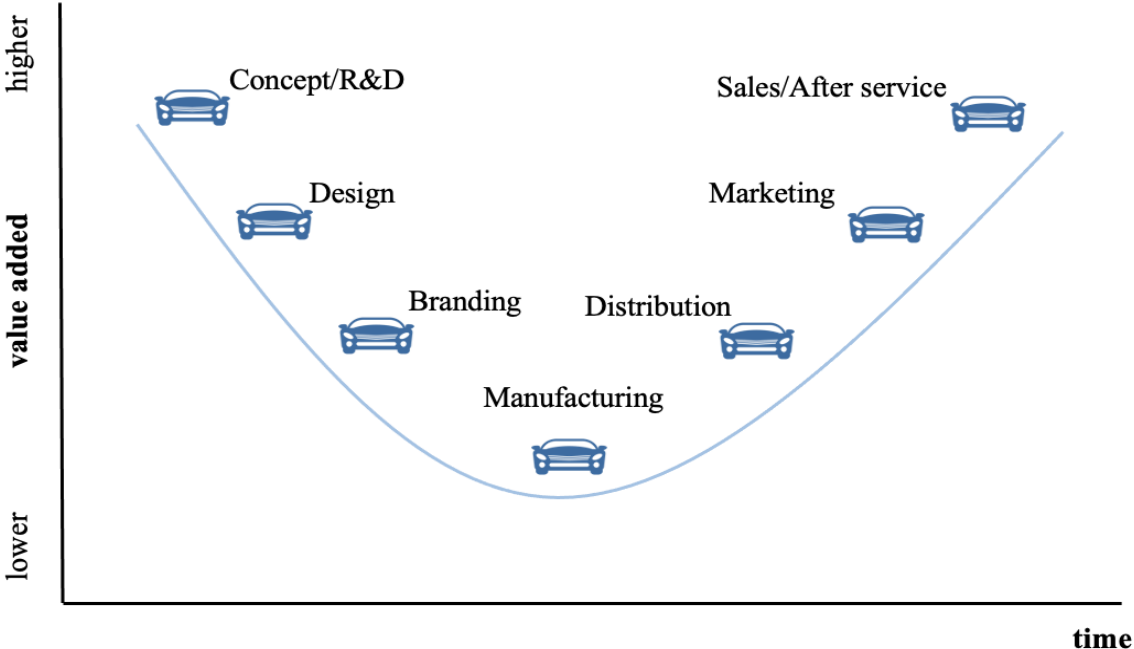 higher
Concept/R&D
Sales/After service
Design
Marketing
value added
Branding
Distribution
Manufacturing
lower
time